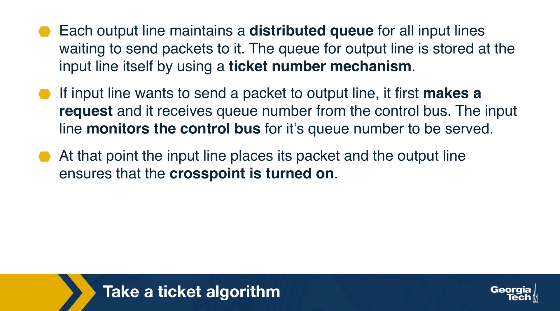 Each output line maintains a distributed queue for all input lines
waiting to send packets to it. The queue for output line is stored at the
input line itself by using a ticket number mechanism.
If input line wants to send a packet to output line, it first makes a
request and it receives queue number from the control bus. The input
line monitors the control bus for it's queue number to be served.
At that point the input line places its packet and the output line
ensures that the crosspoint is turned on.
Take a ticket algorithm
Georgia
Tech